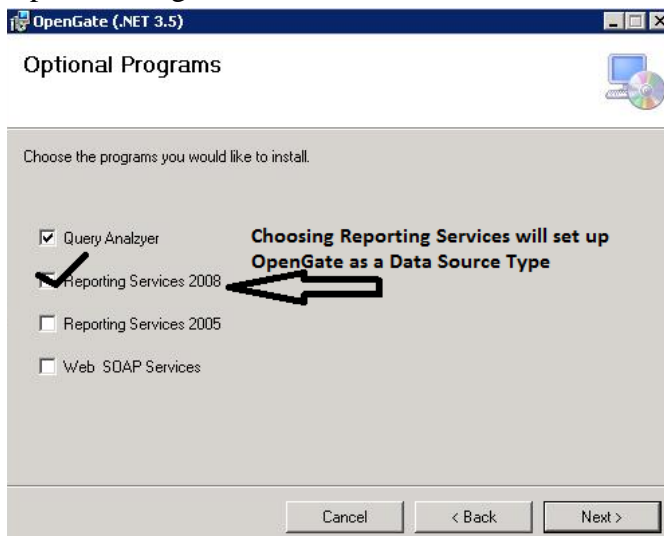 OpenGate (.NET 3.5)
Optional Programs
Choose the programs you would like to install.
Query Analzyer
Choosing Reporting Services will set up
OpenGate as a Data Source Type
Reporting Services 2008
Reporting Services 2005
Web SOAP Services
Cancel
< Back
Next >